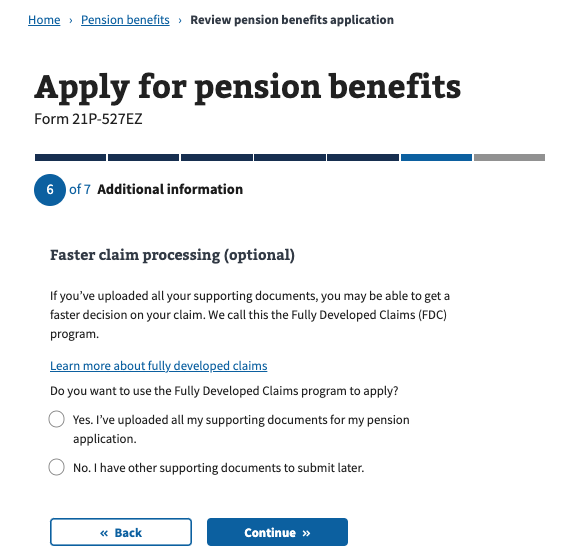 Home › Pension benefits › Review pension benefits application
Apply for pension benefits
Form 21P-527EZ
6 of 7 Additional information
Faster claim processing (optional)
If you’ve uploaded all your supporting documents, you may be able to get a
faster decision on your claim. We call this the Fully Developed Claims (FDC)
program.
Learn more about fully developed claims
Do you want to use the Fully Developed Claims program to apply?
Yes. I’ve uploaded all my supporting documents for my pension
application.
No. I have other supporting documents to submit later.
« Back
Continue »